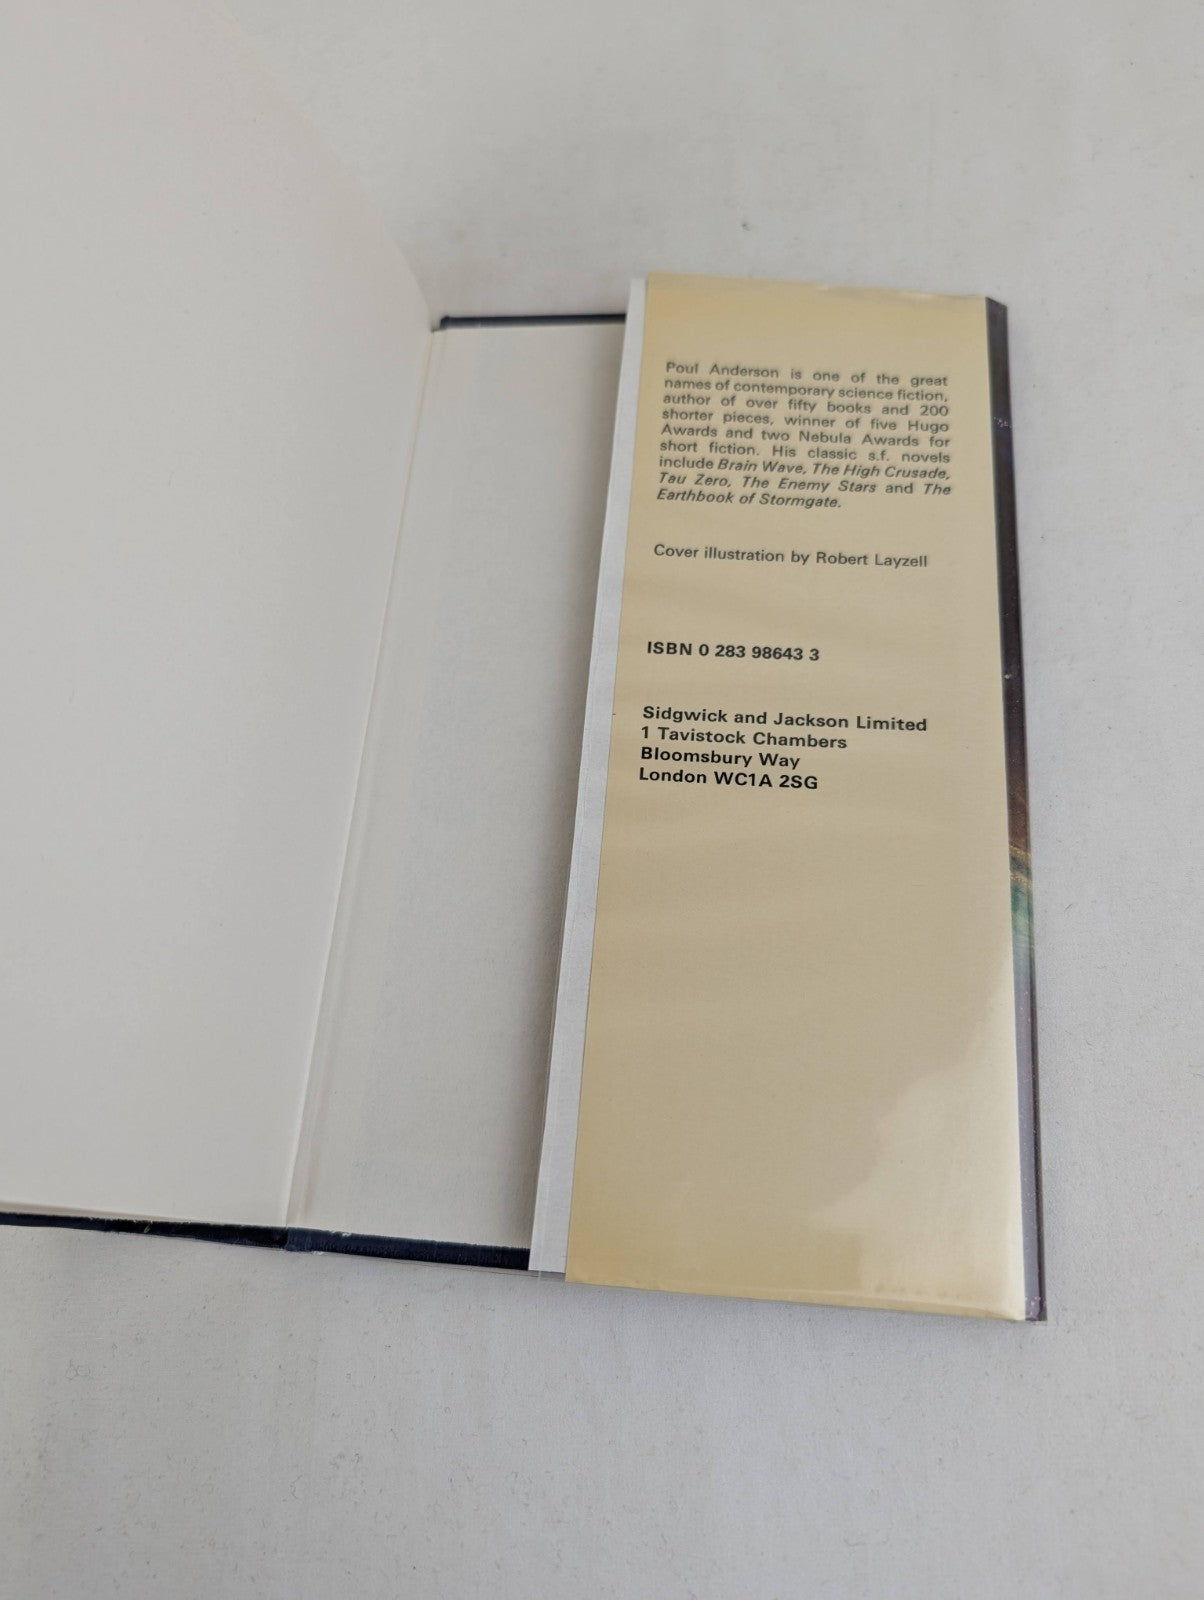 Poul Anderson is one of the great
names of contemporary science fiction,
author of over fifty books and 200
shorter pieces, winner of five Hugo
Awards and two Nebula Awards for
short fiction. His classic s.f. novels
include Brain Wave, The High Crusade,
Tau Zero, The Enemy Stars and The
Earthbook of Stormgate.
Cover illustration by Robert Layzell
ISBN 0 283 98643 3
Sidgwick and Jackson Limited
1 Tavistock Chambers
Bloomsbury Way
London WC1A 2SG